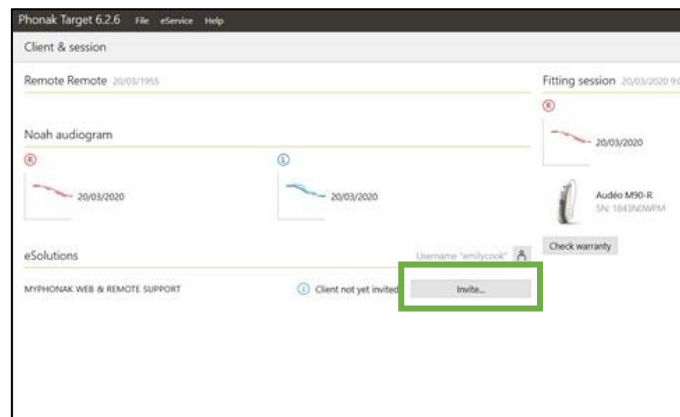 Phonak Target 6.2.6 File eService Help
Client & session
Remote Remote 20/03/1955
Fitting session 20/03/2020
R
Noah audiogram
20/03/2020
R
L
20/03/2020
20/03/2020
Audéo M90-R
SN: 1843N0WPM
eSolutions
Username "emilycook"
Check warranty
MYPHONAK WEB & REMOTE SUPPORT
i Client not yet invited
Invite...